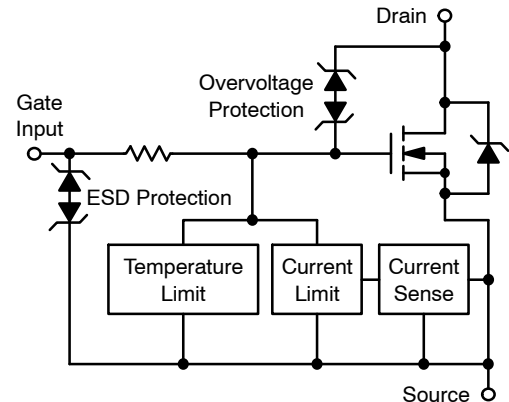 Drain
Overvoltage
Protection
Gate
Input
ESD Protection
Temperature
Limit
Current
Limit
Current
Sense
Source